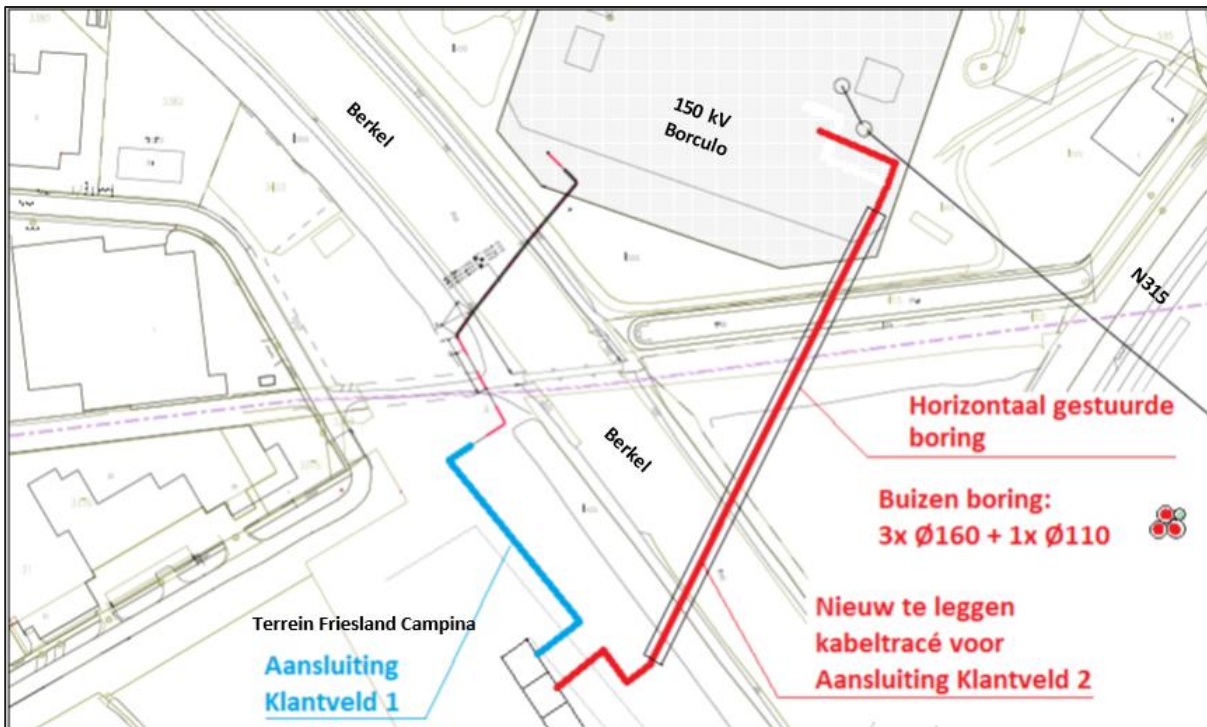 Berkel
150 kV
Borculo
N315
Berkel
Horizontaal gestuurde
boring
Buizen boring:
3x Ø160 + 1x Ø110
Terrein Friesland Campina
Aansluiting
Klantveld 1
Nieuw te leggen
kabeltracé voor
Aansluiting Klantveld 2